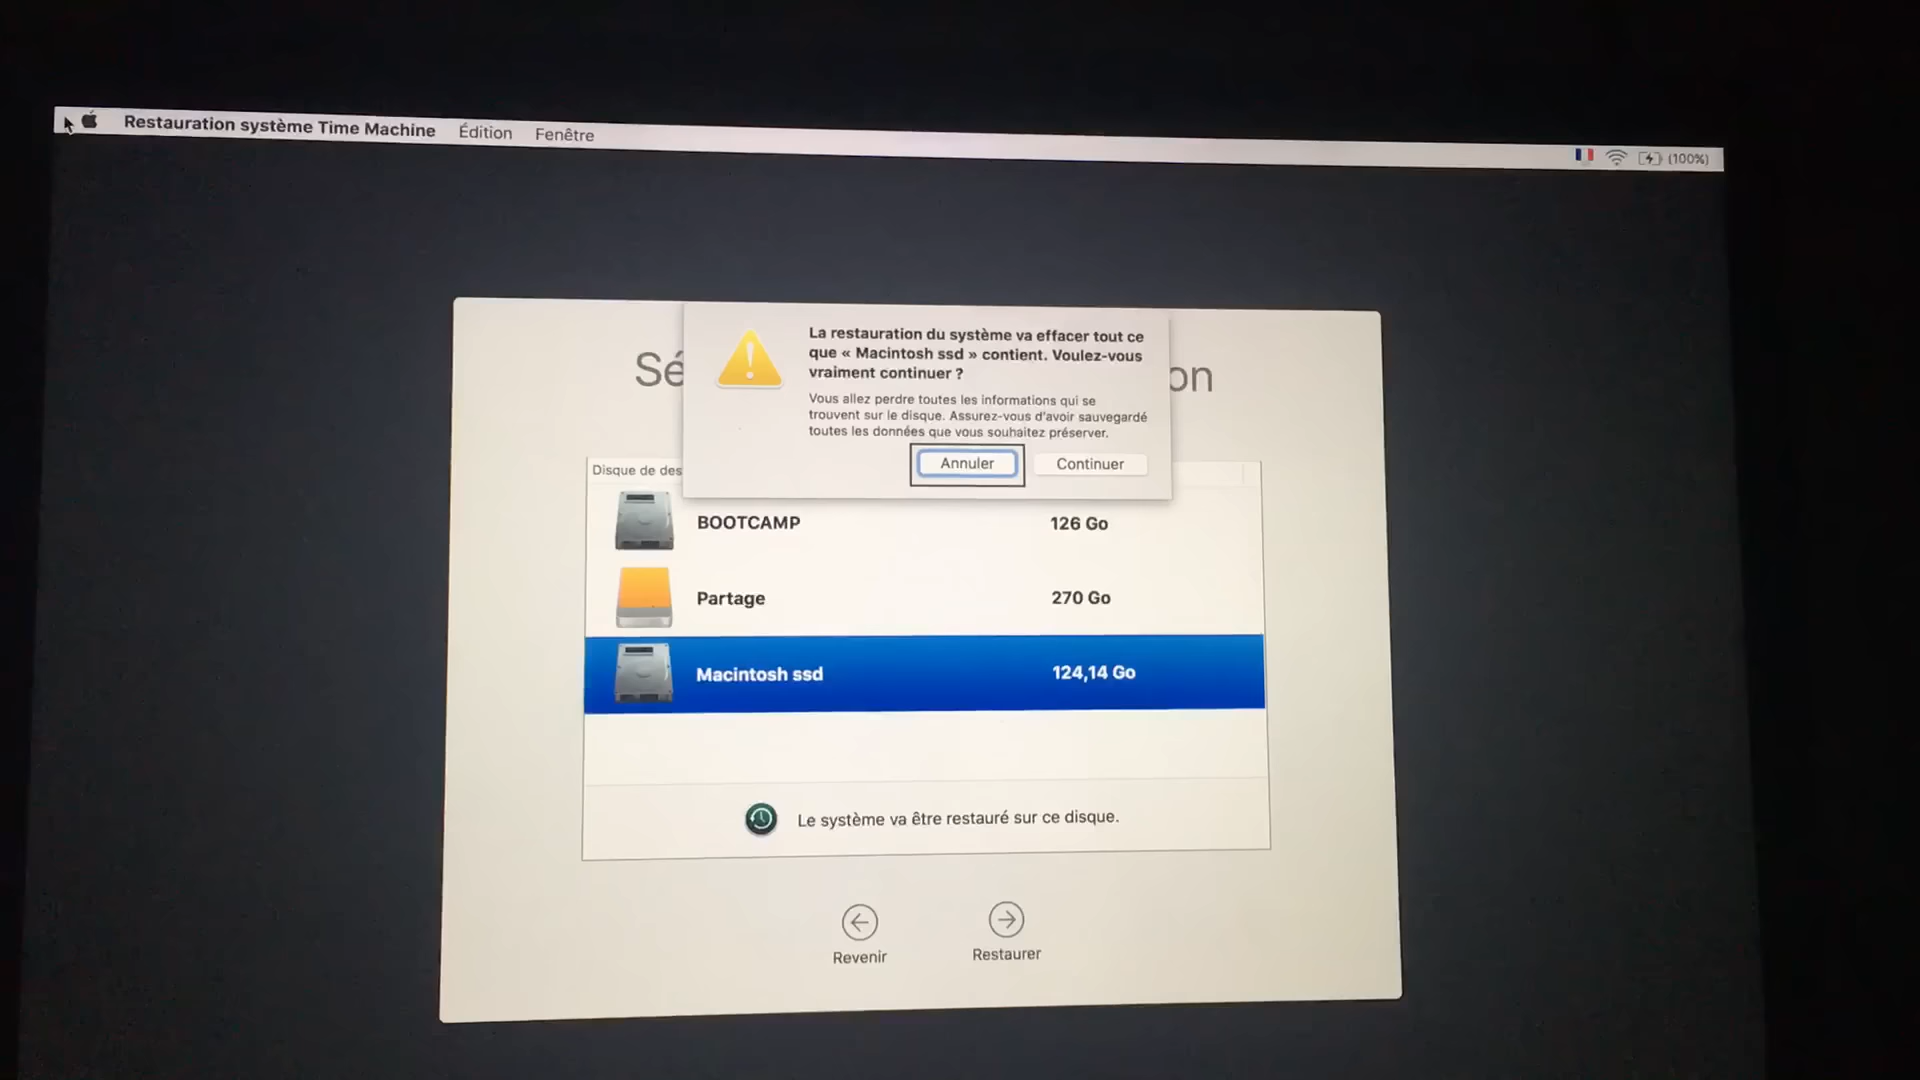 Restauration système Time Machine Édition Fenêtre
(100%)
La restauration du système va effacer tout ce
que « Macintosh ssd » contient. Voulez-vous
vraiment continuer ?
Vous allez perdre toutes les informations qui se
trouvent sur le disque. Assurez-vous d'avoir sauvegardé
toutes les données que vous souhaitez préserver.
Annuler Continuer
Disque de des
BOOTCAMP 126 Go
Partage 270 Go
Macintosh ssd 124,14 Go
Le système va être restauré sur ce disque.
Revenir Restaurer